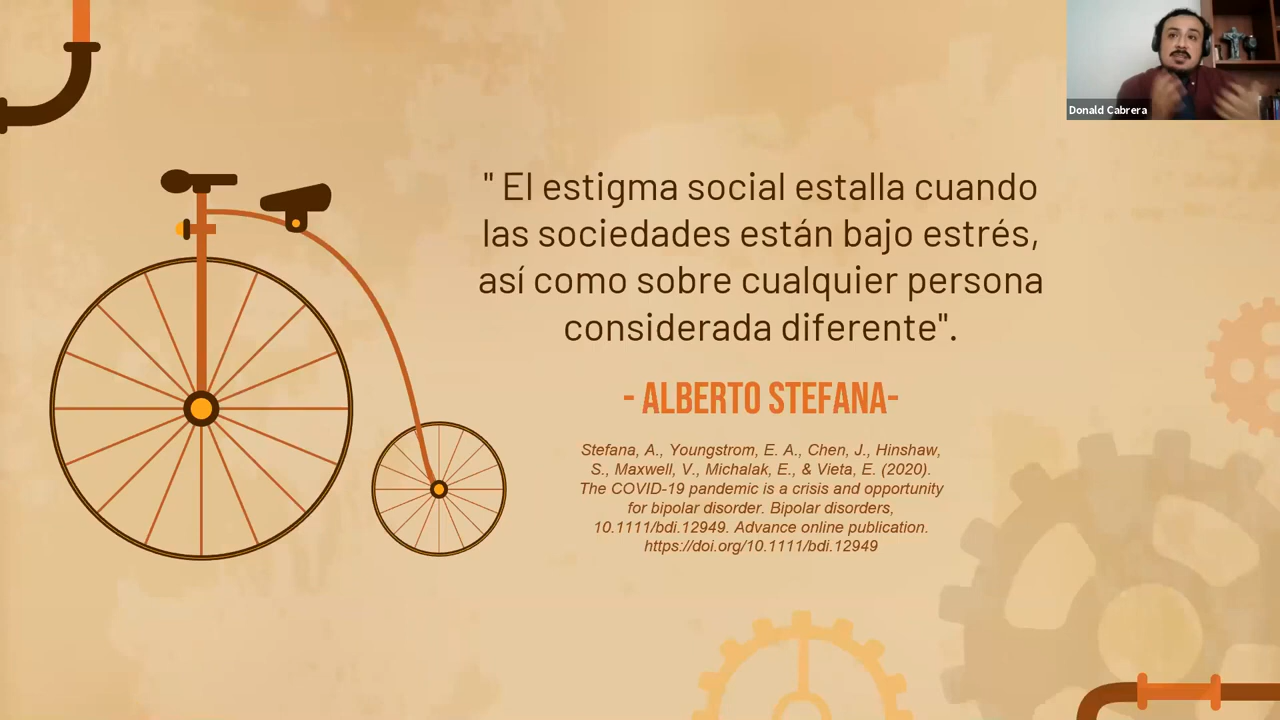 Donald Cabrera
" El estigma social estalla cuando
las sociedades están bajo estrés,
así como sobre cualquier persona
considerada diferente".
- ALBERTO STEFANA-
Stefana, A., Youngstrom, E. A., Chen, J., Hinshaw,
S., Maxwell, V., Michalak, E., & Vieta, E. (2020).
The COVID-19 pandemic is a crisis and opportunity
for bipolar disorder. Bipolar disorders,
10.1111/bdi.12949. Advance online publication.
https://doi.org/10.1111/bdi.12949